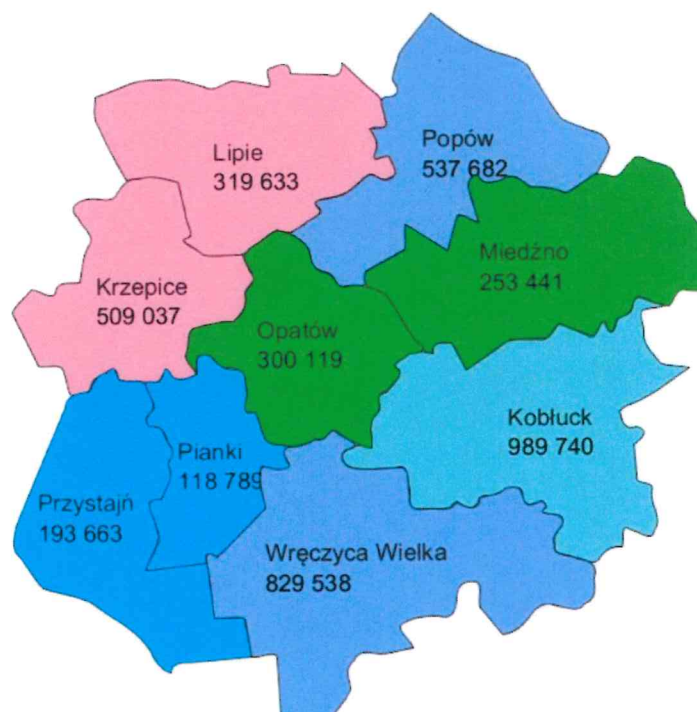 Lipie
319 633
Popów
537 682
Miedźno
253 441
Krzepice
509 037
Opatów
300 119
Kobłuck
989 740
Pianki
118 789
Przystajń
193 663
Wręczyca Wielka
829 538